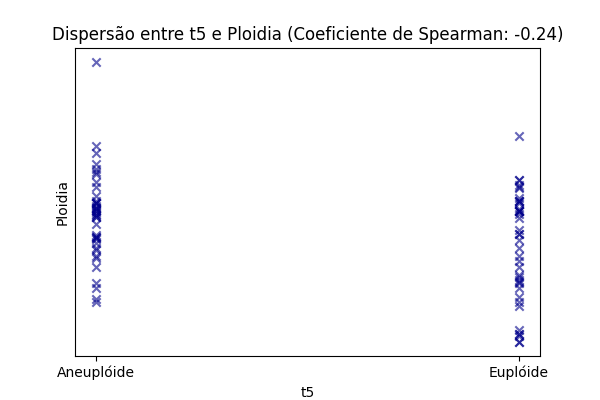 Dispersão entre t5 e Ploidia (Coeficiente de Spearman: -0.24)
Ploidia
Aneuplóide Euplóide
t5